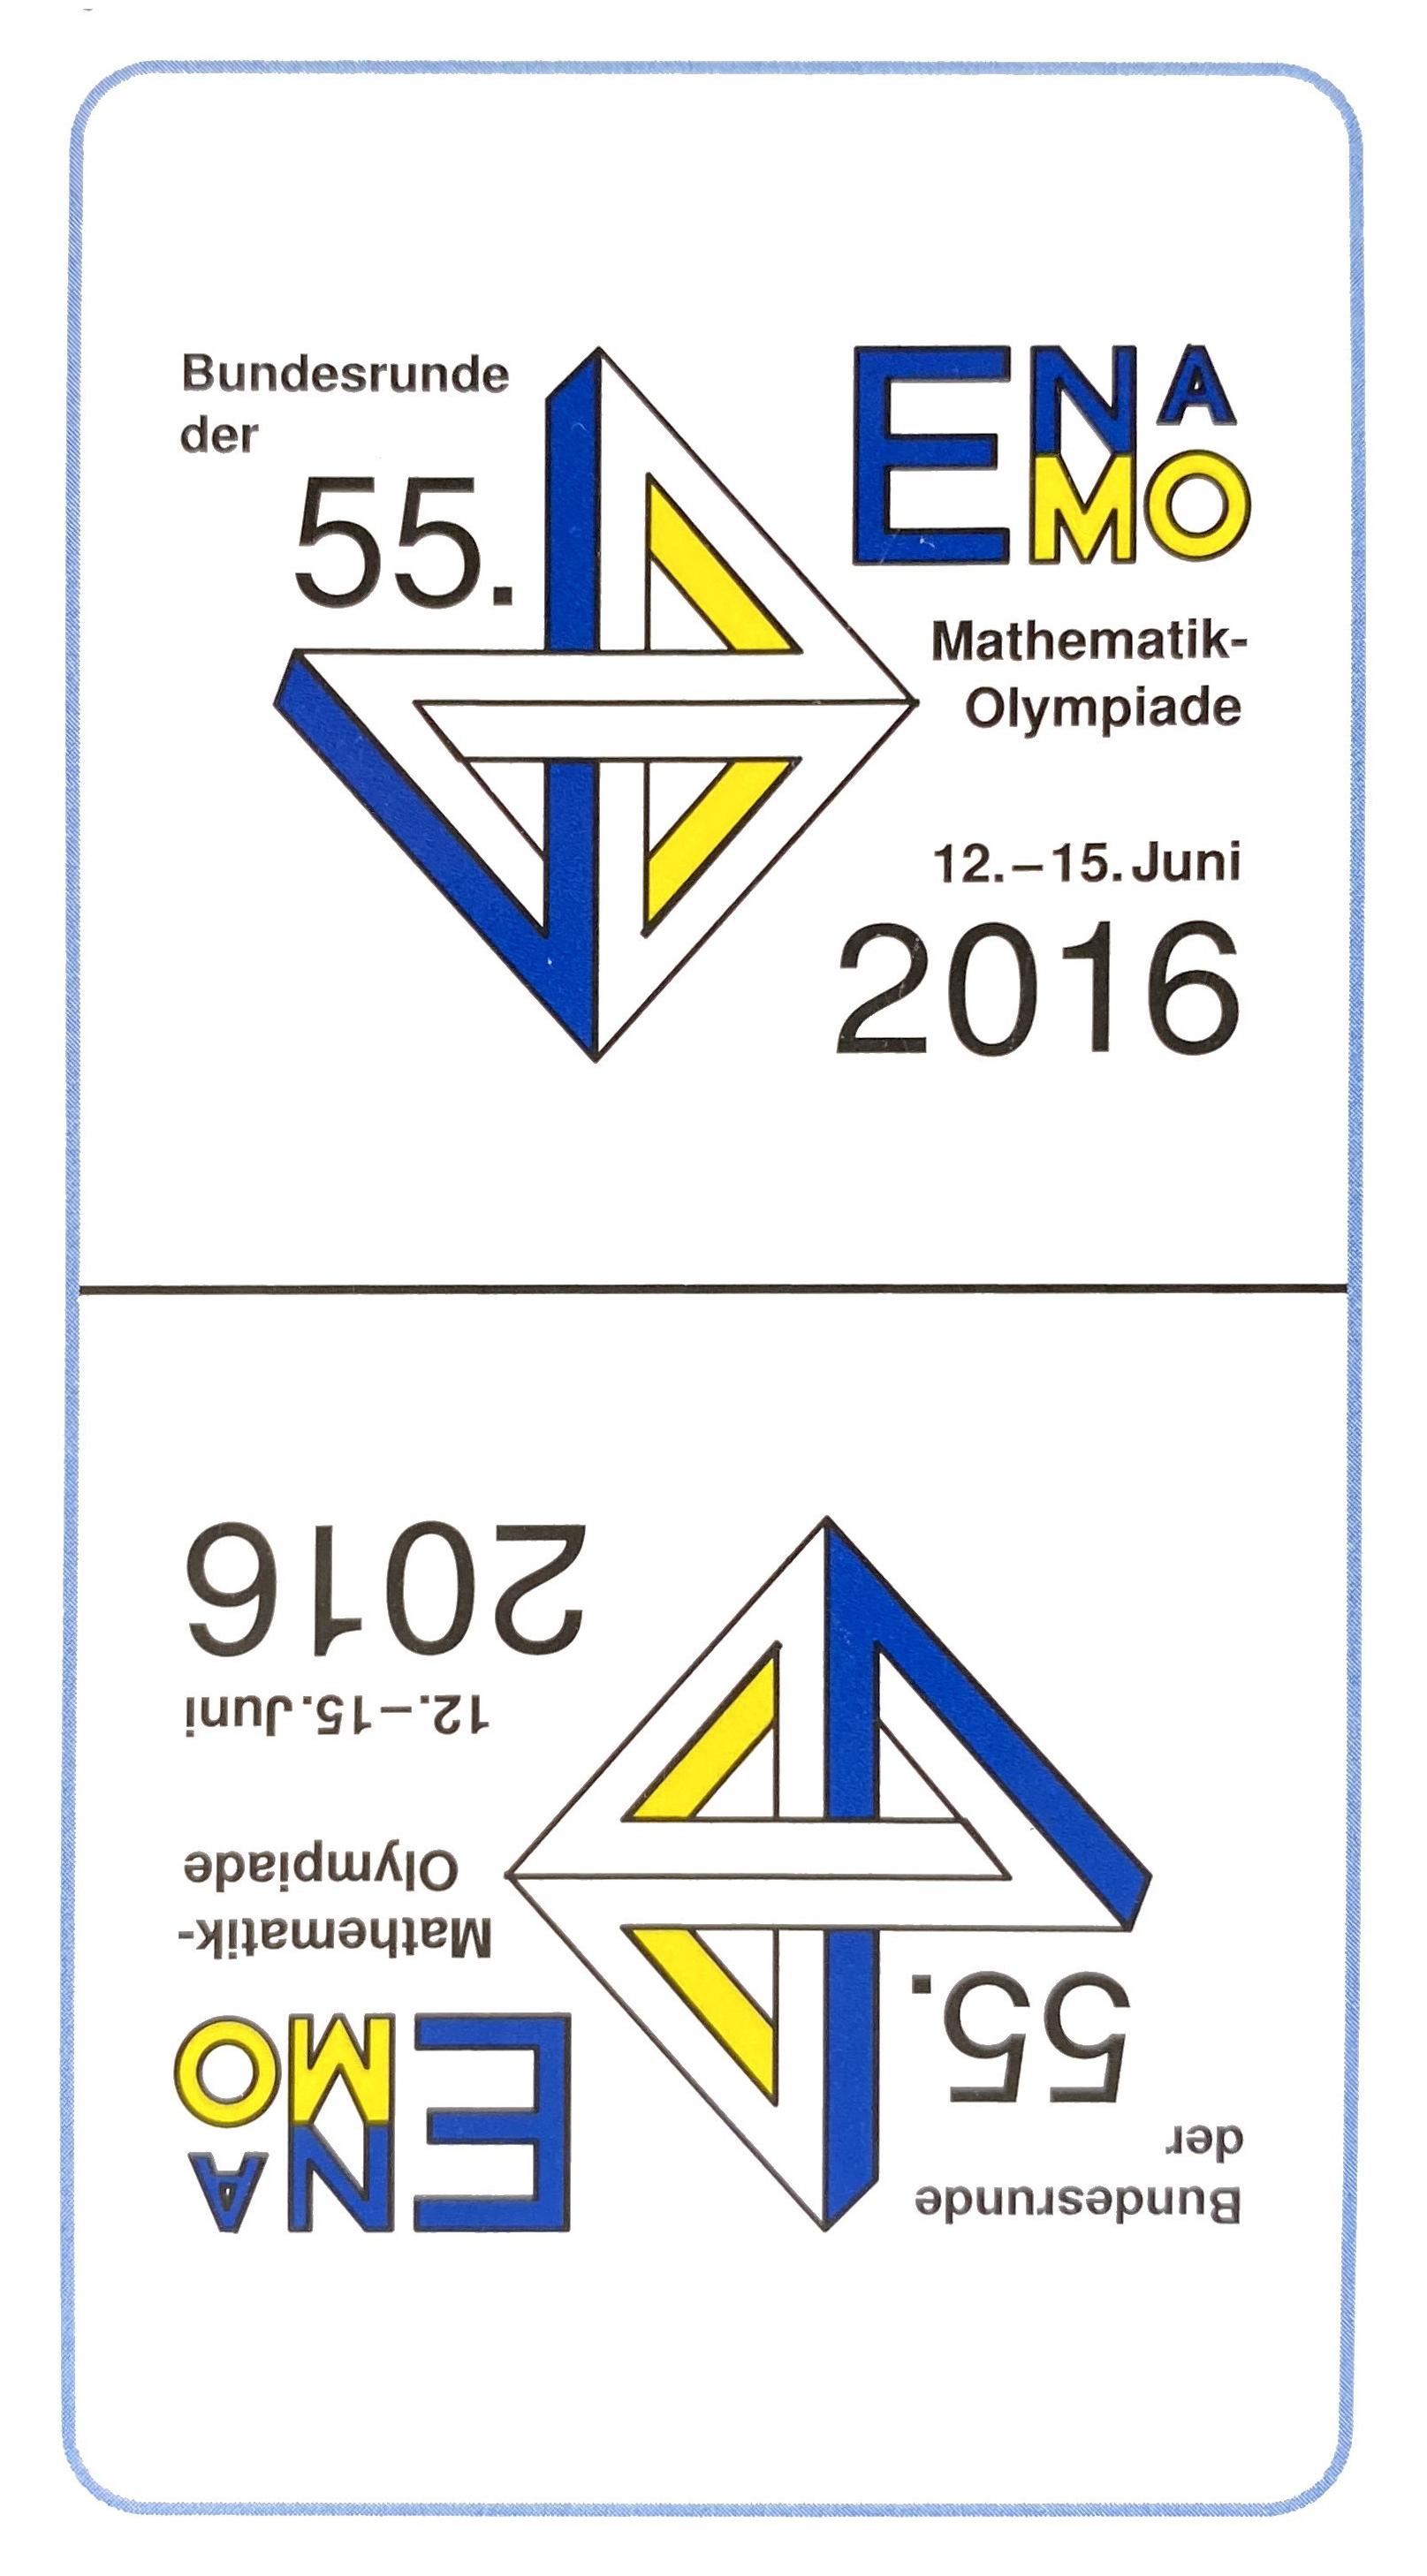 Bundesrunde
der
55.
ENA
MO
Mathematik-
Olympiade
12.–15. Juni
2016
2016
12.–15. Juni
Olympiade
Mathematik-
MO
ENA
55.
der
Bundesrunde